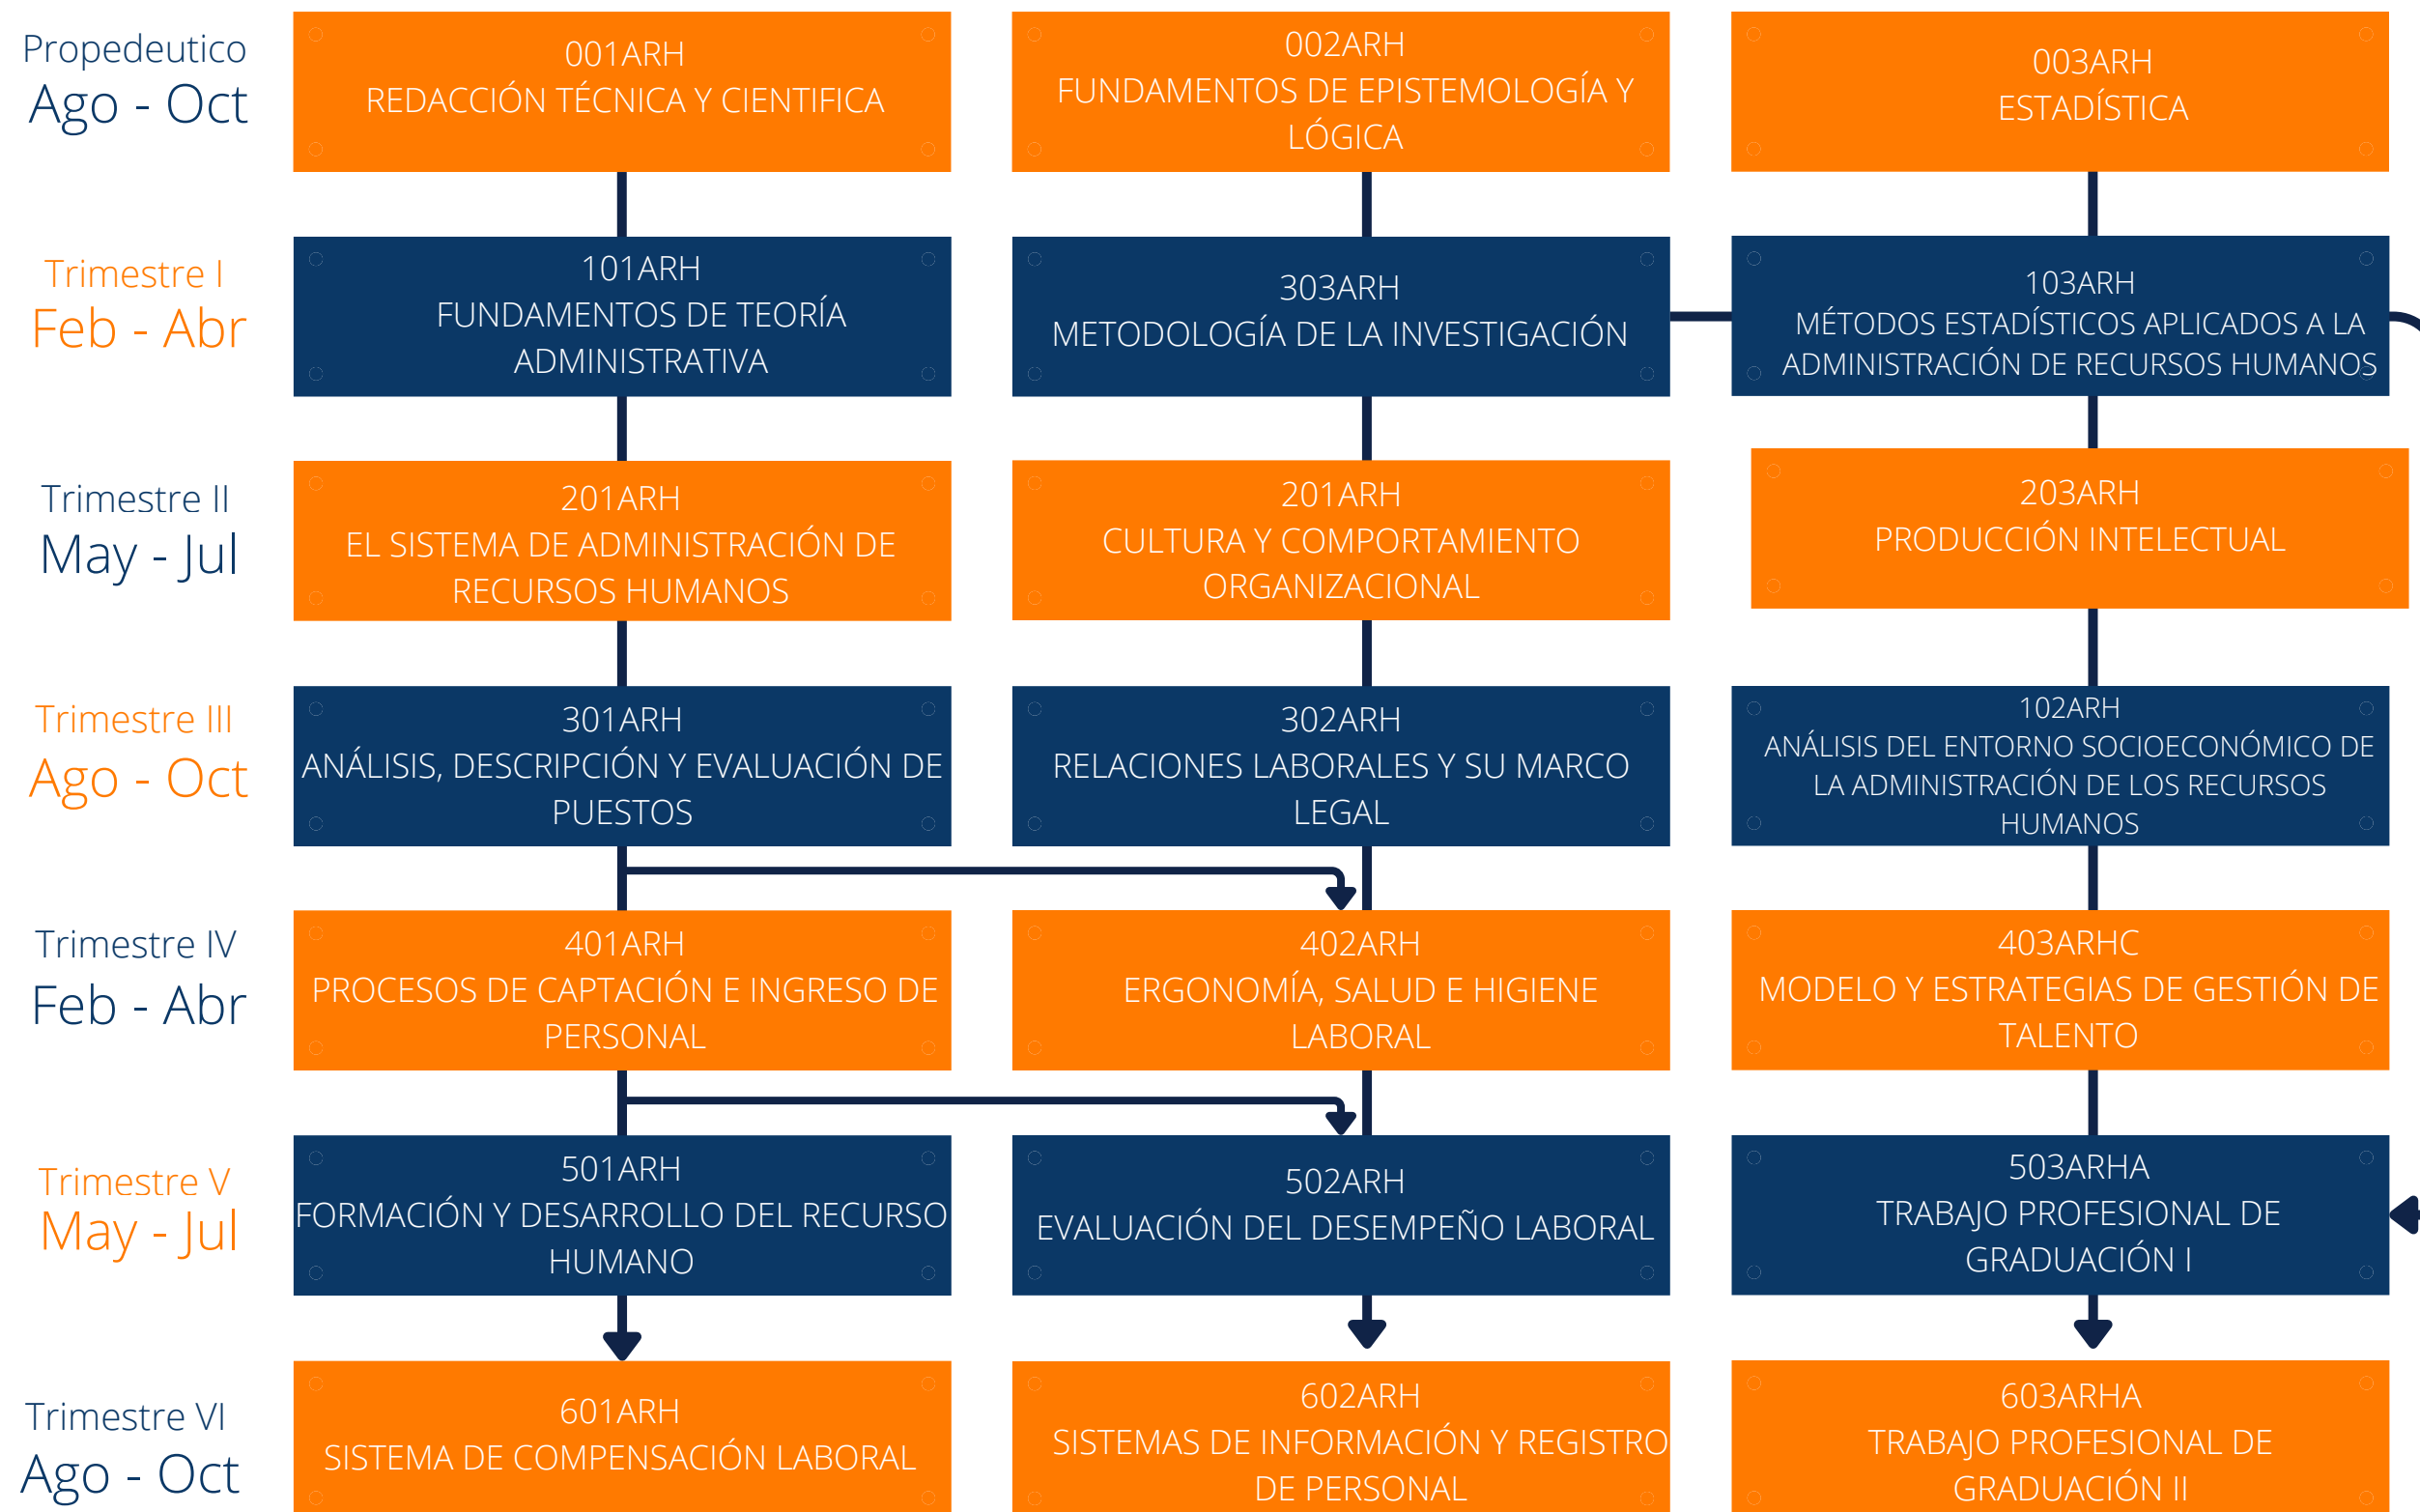 Propedeutico
Ago - Oct
001ARH
REDACCIÓN TÉCNICA Y CIENTIFICA
002ARH
FUNDAMENTOS DE EPISTEMOLOGÍA Y
LÓGICA
003ARH
ESTADÍSTICA
Trimestre I
Feb - Abr
101ARH
FUNDAMENTOS DE TEORÍA
ADMINISTRATIVA
303ARH
METODOLOGÍA DE LA INVESTIGACIÓN
103ARH
MÉTODOS ESTADÍSTICOS APLICADOS A LA
ADMINISTRACIÓN DE RECURSOS HUMANOS
Trimestre II
May - Jul
201ARH
EL SISTEMA DE ADMINISTRACIÓN DE
RECURSOS HUMANOS
201ARH
CULTURA Y COMPORTAMIENTO
ORGANIZACIONAL
203ARH
PRODUCCIÓN INTELECTUAL
Trimestre III
Ago - Oct
301ARH
ANÁLISIS, DESCRIPCIÓN Y EVALUACIÓN DE
PUESTOS
302ARH
RELACIONES LABORALES Y SU MARCO
LEGAL
102ARH
ANÁLISIS DEL ENTORNO SOCIOECONÓMICO DE
LA ADMINISTRACIÓN DE LOS RECURSOS
HUMANOS
Trimestre IV
Feb - Abr
401ARH
PROCESOS DE CAPTACIÓN E INGRESO DE
PERSONAL
402ARH
ERGONOMÍA, SALUD E HIGIENE
LABORAL
403ARHC
MODELO Y ESTRATEGIAS DE GESTIÓN DE
TALENTO
Trimestre V
May - Jul
501ARH
FORMACIÓN Y DESARROLLO DEL RECURSO
HUMANO
502ARH
EVALUACIÓN DEL DESEMPEÑO LABORAL
503ARHA
TRABAJO PROFESIONAL DE
GRADUACIÓN I
Trimestre VI
Ago - Oct
601ARH
SISTEMA DE COMPENSACIÓN LABORAL
602ARH
SISTEMAS DE INFORMACIÓN Y REGISTRO
DE PERSONAL
603ARHA
TRABAJO PROFESIONAL DE
GRADUACIÓN II